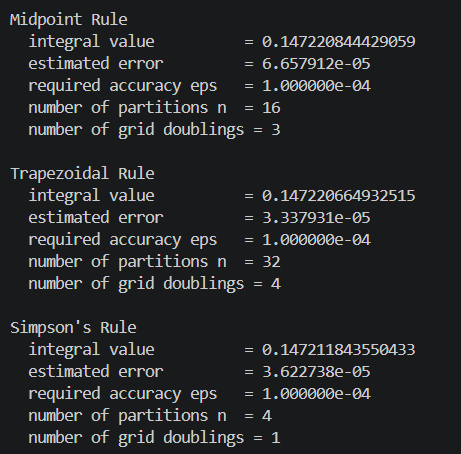 Midpoint Rule
  integral value          = 0.147220844429059
  estimated error         = 6.657912e-05
  required accuracy eps   = 1.000000e-04
  number of partitions n  = 16
  number of grid doublings = 3

Trapezoidal Rule
  integral value          = 0.147220664932515
  estimated error         = 3.337931e-05
  required accuracy eps   = 1.000000e-04
  number of partitions n  = 32
  number of grid doublings = 4

Simpson's Rule
  integral value          = 0.147211843550433
  estimated error         = 3.622738e-05
  required accuracy eps   = 1.000000e-04
  number of partitions n  = 4
  number of grid doublings = 1